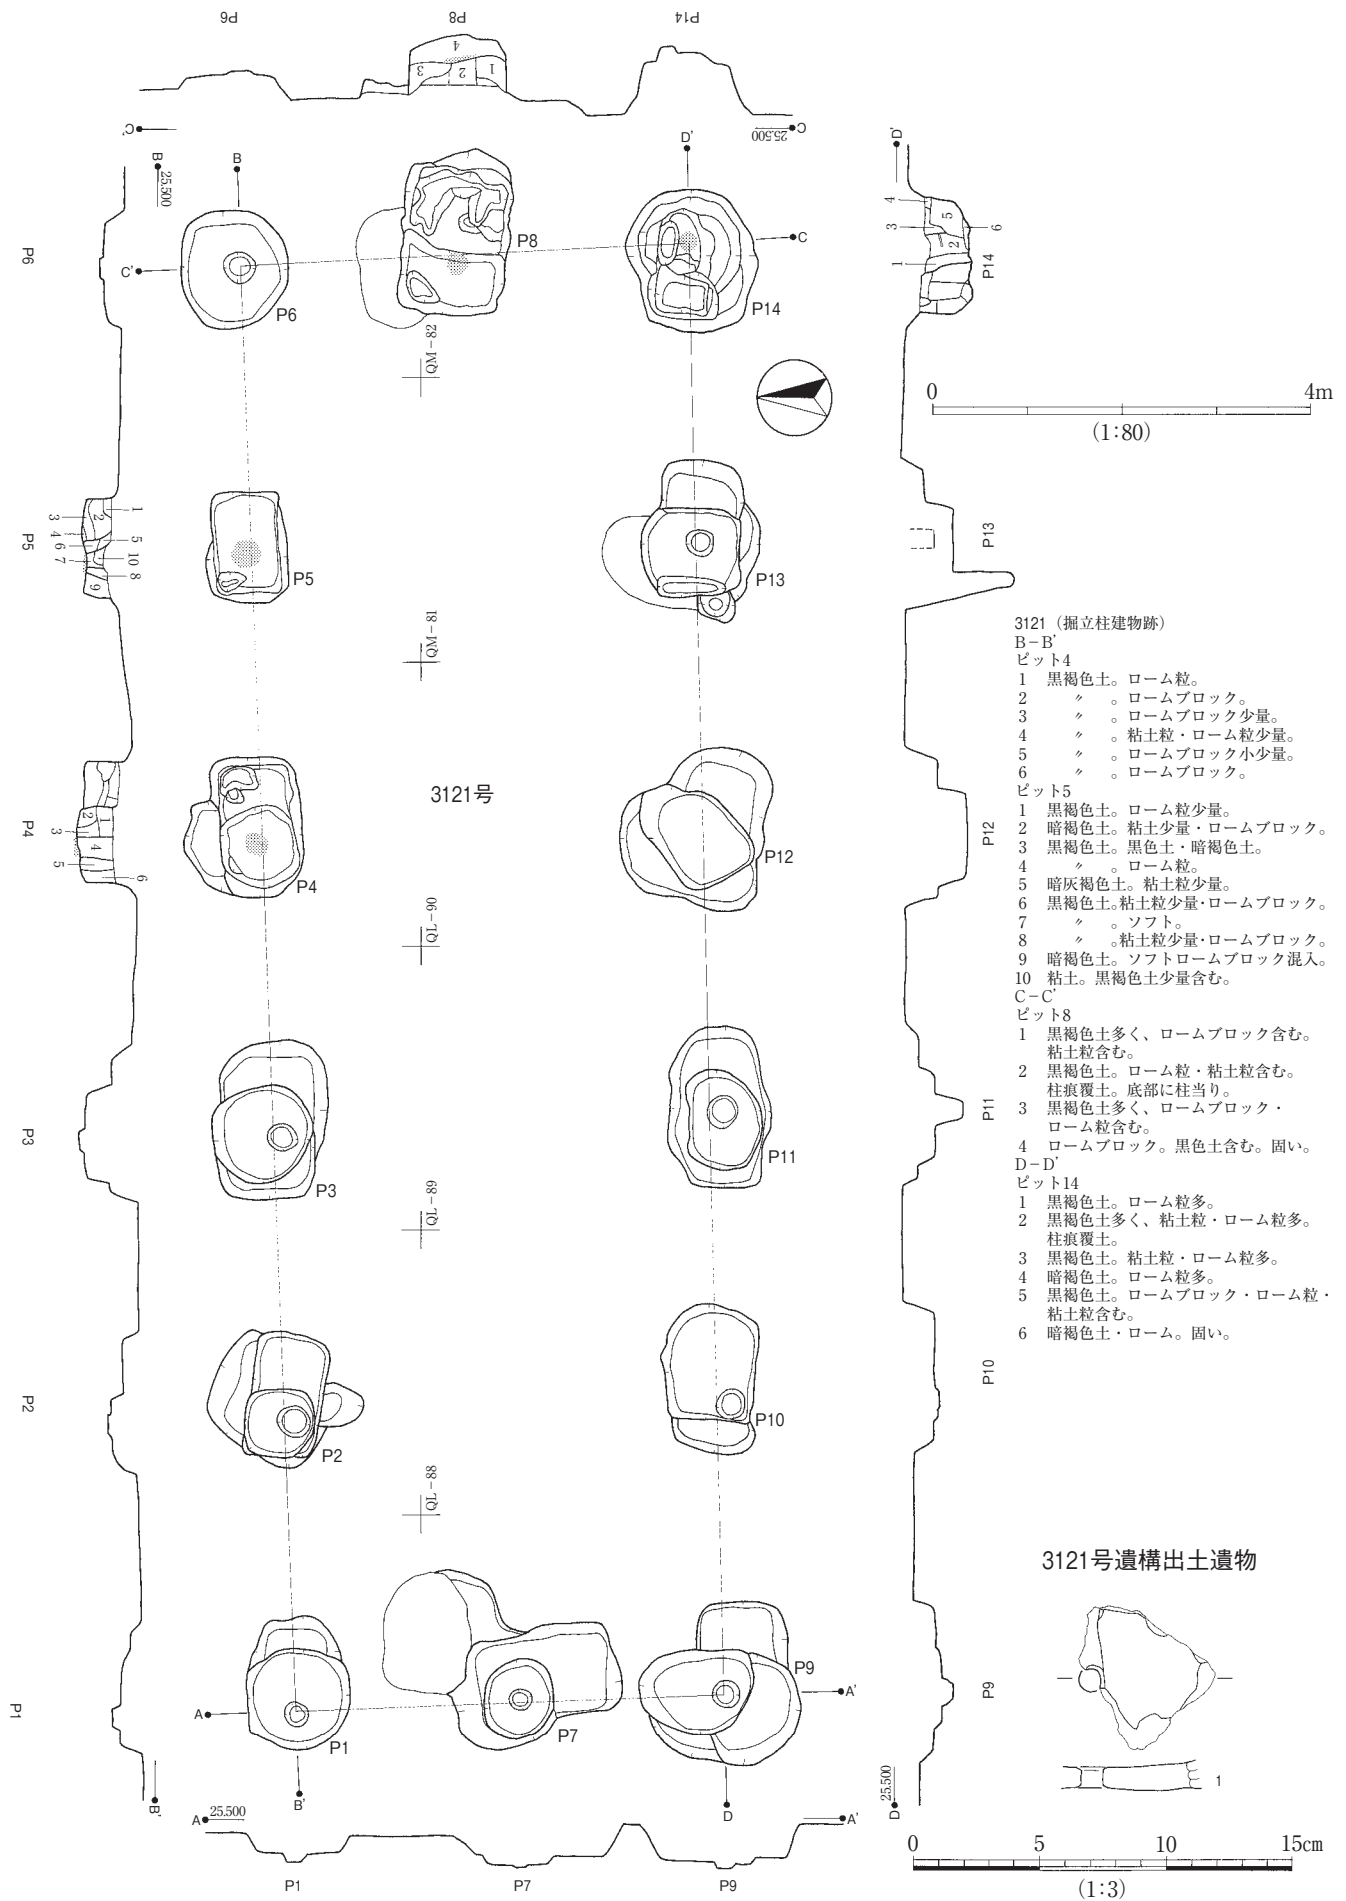 P6
P8
P14
4
3
2
1
C'
C
25.500
B
25.500
B
D'
D'
P6
C'
P6
P8
C
P14
4
3
5
2
1
6
P14
QM－82
0
4m
(1:80)
3
2
1
4
6
7
5
10
8
9
P5
P5
P13
P13
QM－81
3121号
2
1
3
4
5
6
P4
P4
P12
P12
QL－90
P3
P3
P11
P11
QL－89
P2
P2
P10
P10
QL－88
P1
A
P1
P7
P9
A'
P9
B'
B'
D
D
25.500
A
25.500
A'
P1
P7
P9
3121（掘立柱建物跡）
B－B'
ピット4
1 黒褐色土。ローム粒。
2 〃 。ロームブロック。
3 〃 。ロームブロック少量。
4 〃 。粘土粒・ローム粒少量。
5 〃 。ロームブロック小少量。
6 〃 。ロームブロック。
ピット5
1 黒褐色土。ローム粒少量。
2 暗褐色土。粘土少量・ロームブロック。
3 黒褐色土。黒色土・暗褐色土。
4 〃 。ローム粒。
5 暗灰褐色土。粘土粒少量。
6 黒褐色土。粘土粒少量・ロームブロック。
7 〃 。ソフト。
8 〃 。粘土粒少量・ロームブロック。
9 暗褐色土。ソフトロームブロック混入。
10 粘土。黒褐色土少量含む。
C－C'
ピット8
1 黒褐色土多く、ロームブロック含む。
粘土粒含む。
2 黒褐色土。ローム粒・粘土粒含む。
柱痕覆土。底部に柱当り。
3 黒褐色土多く、ロームブロック・
ローム粒含む。
4 ロームブロック。黒色土含む。固い。
D－D'
ピット14
1 黒褐色土。ローム粒多。
2 黒褐色土多く、粘土粒・ローム粒多。
柱痕覆土。
3 黒褐色土。粘土粒・ローム粒多。
4 暗褐色土。ローム粒多。
5 黒褐色土。ロームブロック・ローム粒・
粘土粒含む。
6 暗褐色土・ローム。固い。
3121号遺構出土遺物
1
0
5
10
15cm
(1:3)